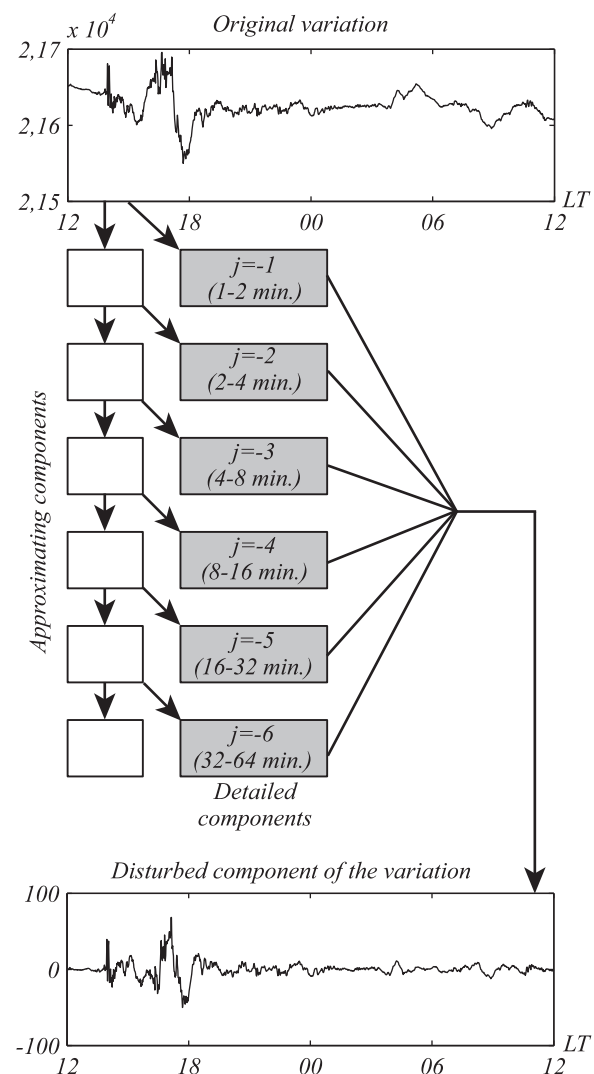 Original variation
x 10⁴
2,17
2,16
2,15
12 18 00 06 12
LT
j=-1
(1-2 min.)
j=-2
(2-4 min.)
j=-3
(4-8 min.)
j=-4
(8-16 min.)
j=-5
(16-32 min.)
j=-6
(32-64 min.)
Approximating components
Detailed
components
Disturbed component of the variation
100
0
-100
12 18 00 06 12
LT